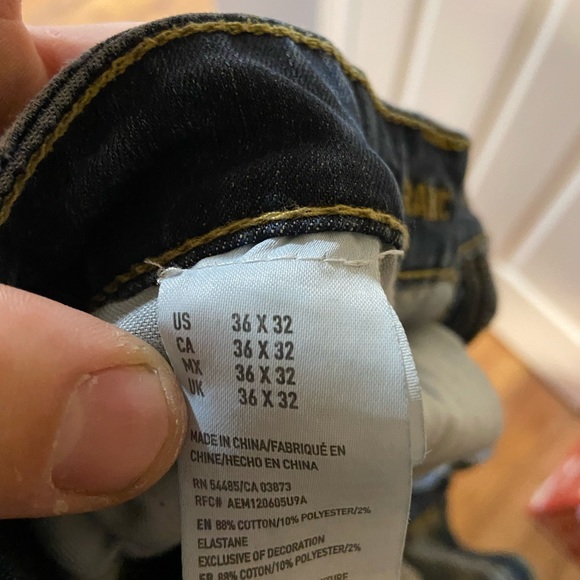 US 36 X 32
CA 36 X 32
MX 36 X 32
UK 36 X 32
MADE IN CHINA/FABRIQUÉ EN
CHINE/HECHO EN CHINA
RN 54485/CA 03873
RFC# AEM120605U9A
EN 88% COTTON/10% POLYESTER/2%
ELASTANE
EXCLUSIVE OF DECORATION
88% COTTON/10% POLYESTER/2%